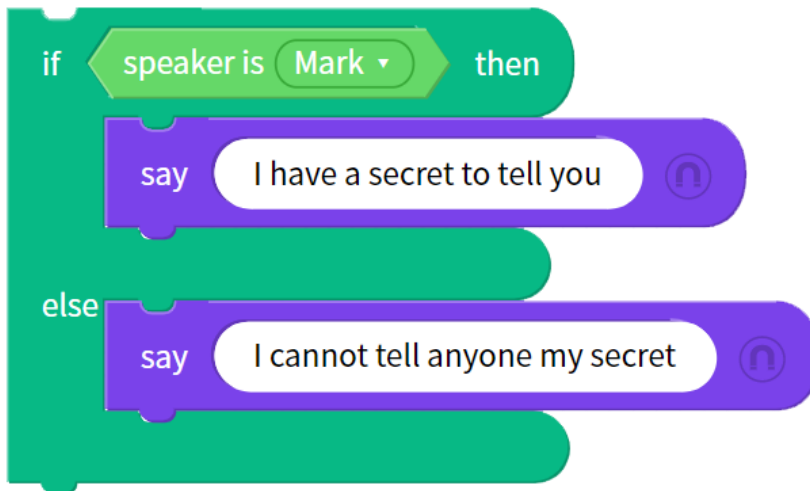 if speaker is Mark then
say I have a secret to tell you
else
say I cannot tell anyone my secret